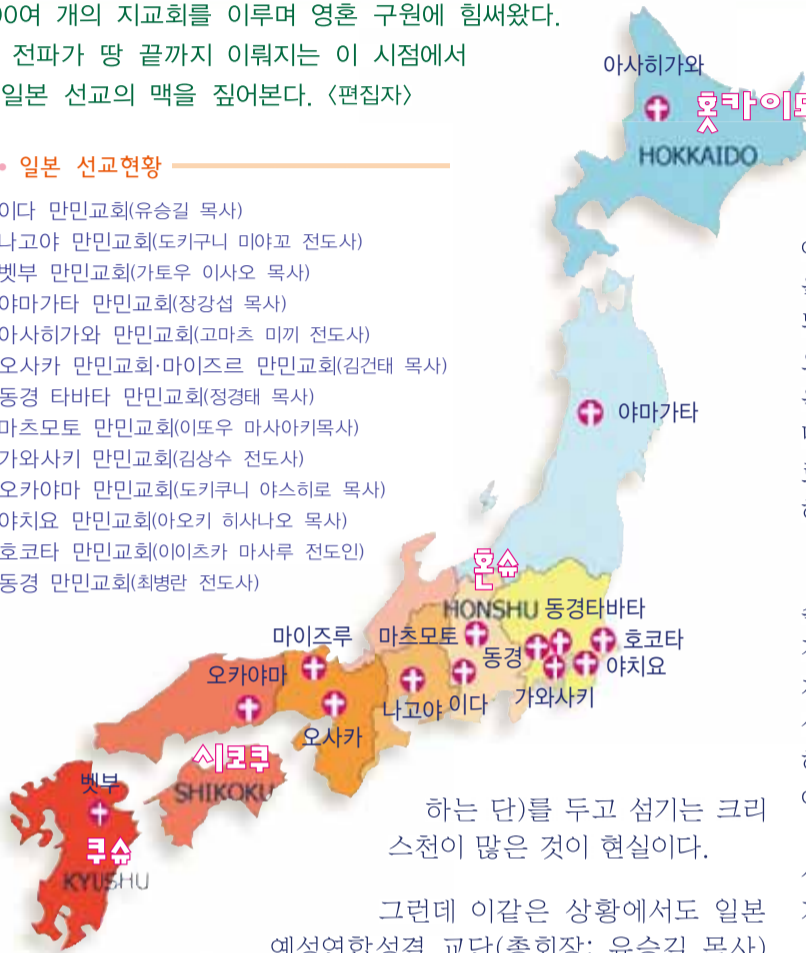 00여 개의 지교회를 이루며 영혼 구원에 힘써왔다.
전파가 땅 끝까지 이뤄지는 이 시점에서
일본 선교의 맥을 짚어본다. <편집자>
일본 선교현황
이다 만민교회(유승길 목사)
나고야 만민교회(도키구니 미야꼬 전도사)
벳부 만민교회(가토우 이사오 목사)
야마가타 만민교회(장강섭 목사)
아사히가와 만민교회(고마츠 미끼 전도사)
오사카 만민교회·마이즈르 만민교회(김건태 목사)
동경 타바타 만민교회(정경태 목사)
마츠모토 만민교회(이또우 마사아키목사)
가와사키 만민교회(김상수 전도사)
오카야마 만민교회(도키쿠니 야스히로 목사)
야치요 만민교회(아오키 히사나오 목사)
호코타 만민교회(이이츠카 마사루 전도인)
동경 만민교회(최병란 전도사)
아사히가와
홋카이도
HOKKAIDO
야마가타
혼슈
HONSHU
동경타바타
마이즈루
마츠모토
동경
호코타
야치요
오카야마
나고야
이다
가와사키
오사카
시코쿠
SHIKOKU
벳부
큐슈
KYUSHU
하는 단)를 두고 섬기는 크리
스천이 많은 것이 현실이다.
그런데 이같은 상황에서도 일본
예성연합성결 교단(총회장: 유승길 목사)